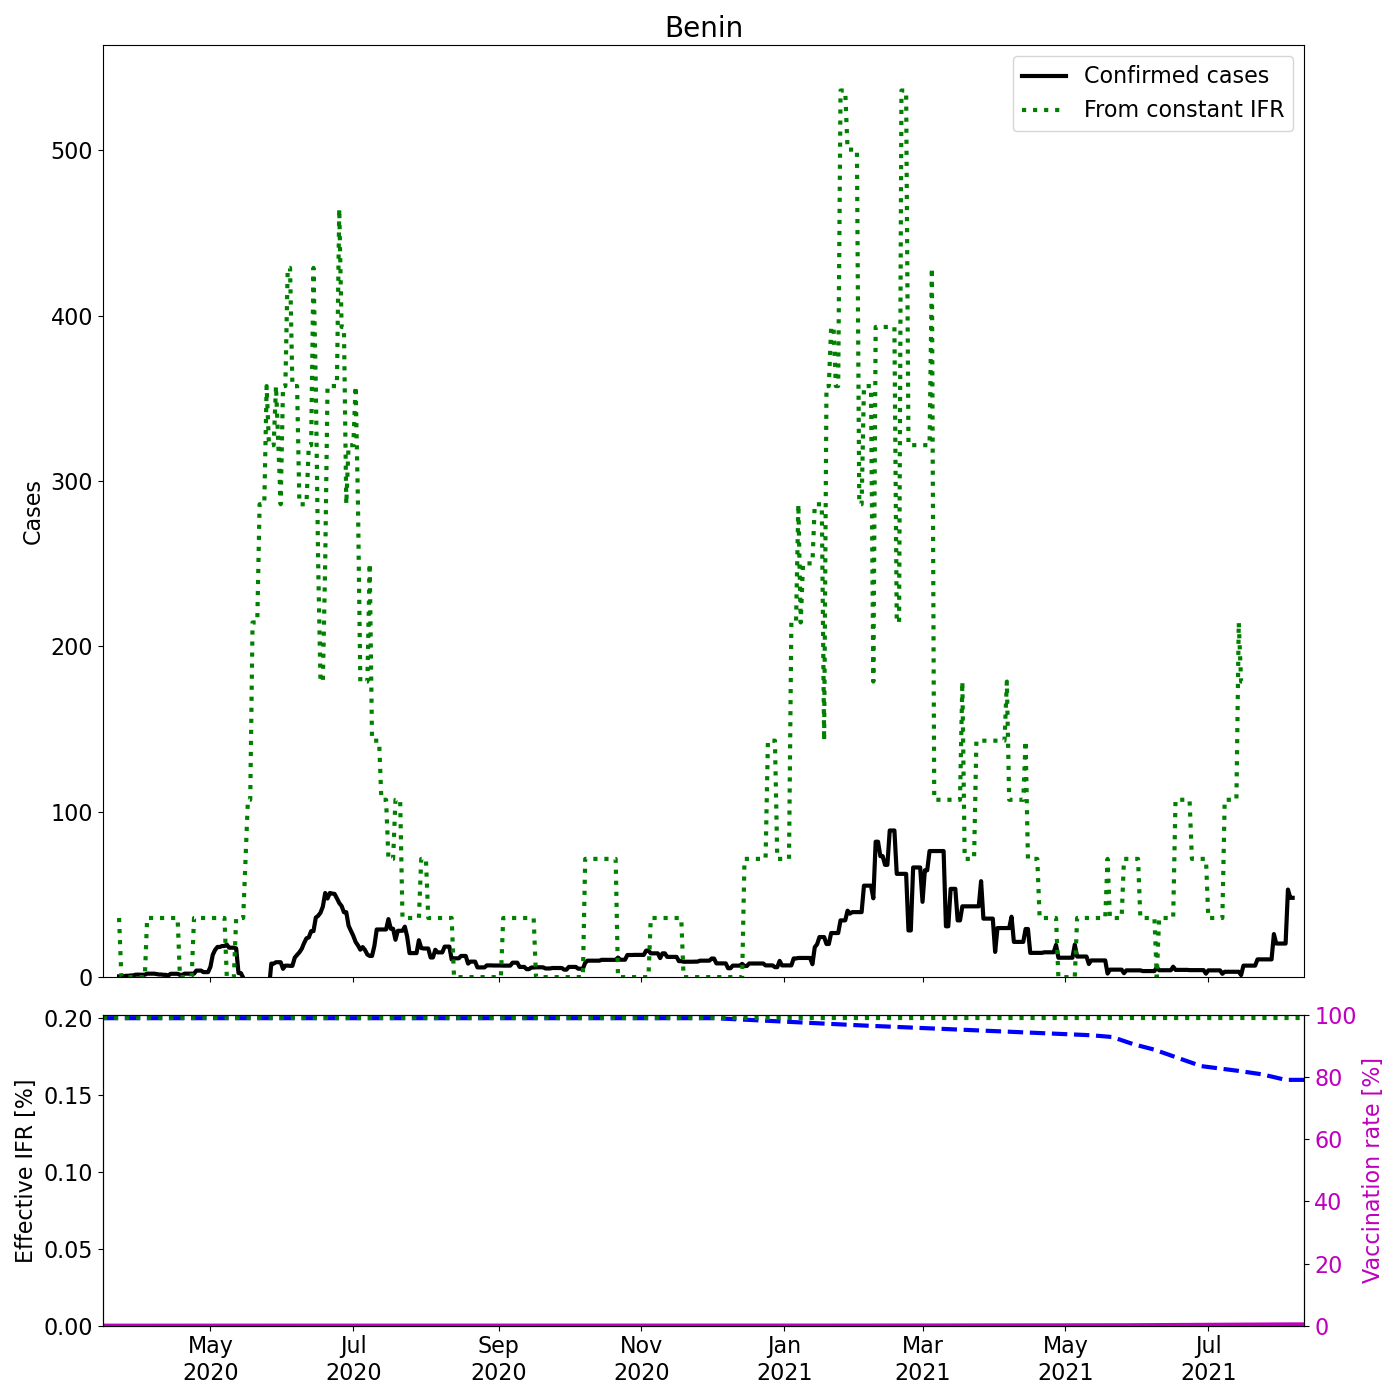 Benin
Confirmed cases
From constant IFR
Cases
500
400
300
200
100
0
Effective IFR [%]
0.20
0.15
0.10
0.05
0.00
Vaccination rate [%]
100
80
60
40
20
0
May Jul Sep Nov Jan Mar May Jul
2020 2020 2020 2020 2021 2021 2021 2021